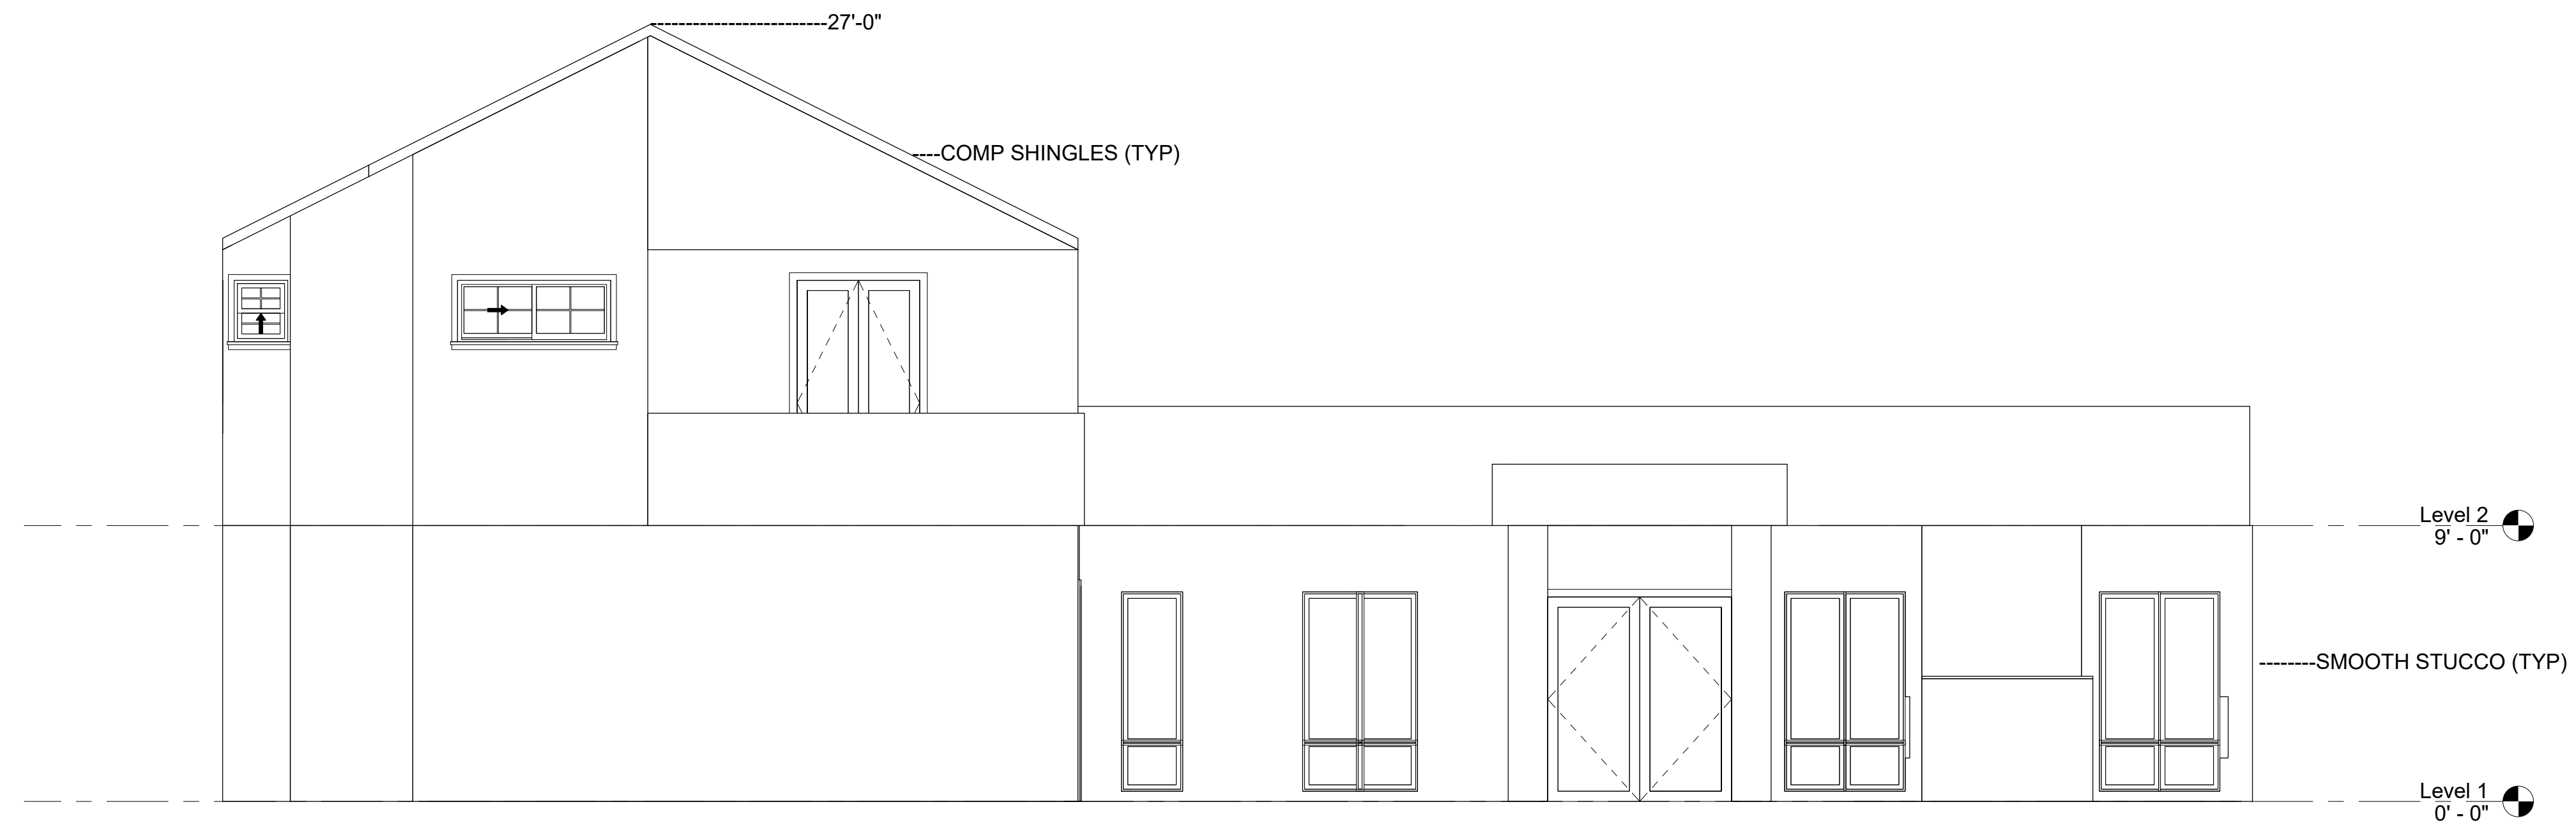 27'-0"
COMP SHINGLES (TYP)
Level 2
9' - 0"
SMOOTH STUCCO (TYP)
Level 1
0' - 0"